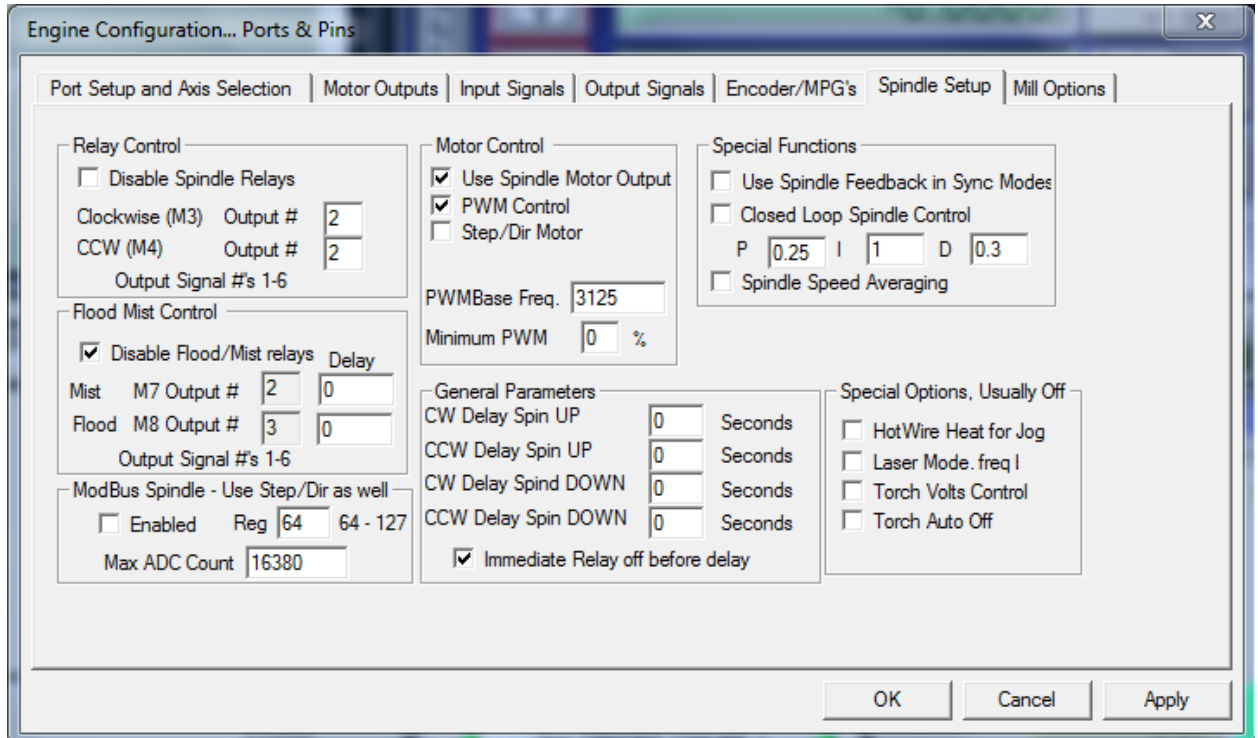 Engine Configuration... Ports & Pins
Port Setup and Axis Selection
Motor Outputs
Input Signals
Output Signals
Encoder/MPG's
Spindle Setup
Mill Options
Relay Control
Disable Spindle Relays
Clockwise (M3) Output # 2
CCW (M4) Output # 2
Output Signal #'s 1-6
Flood Mist Control
Disable Flood/Mist relays Delay
Mist M7 Output # 2 0
Flood M8 Output # 3 0
Output Signal #'s 1-6
ModBus Spindle - Use Step/Dir as well
Enabled Reg 64 64 - 127
Max ADC Count 16380
Motor Control
Use Spindle Motor Output
PWM Control
Step/Dir Motor
PWMBase Freq. 3125
Minimum PWM 0 %
General Parameters
CW Delay Spin UP 0 Seconds
CCW Delay Spin UP 0 Seconds
CW Delay Spind DOWN 0 Seconds
CCW Delay Spin DOWN 0 Seconds
Immediate Relay off before delay
Special Functions
Use Spindle Feedback in Sync Modes
Closed Loop Spindle Control
P 0.25 I 1 D 0.3
Spindle Speed Averaging
Special Options, Usually Off
HotWire Heat for Jog
Laser Mode. freq I
Torch Volts Control
Torch Auto Off
OK
Cancel
Apply